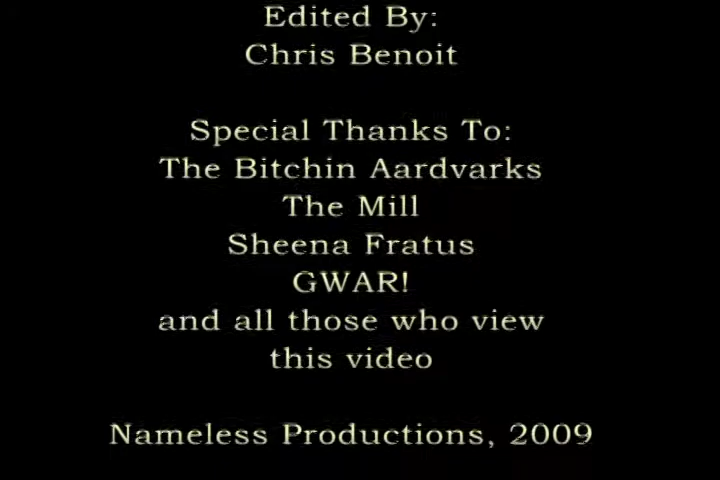 Edited By:
Chris Benoit
Special Thanks To:
The Bitchin Aardvarks
The Mill
Sheena Fratus
GWAR!
and all those who view
this video
Nameless Productions, 2009